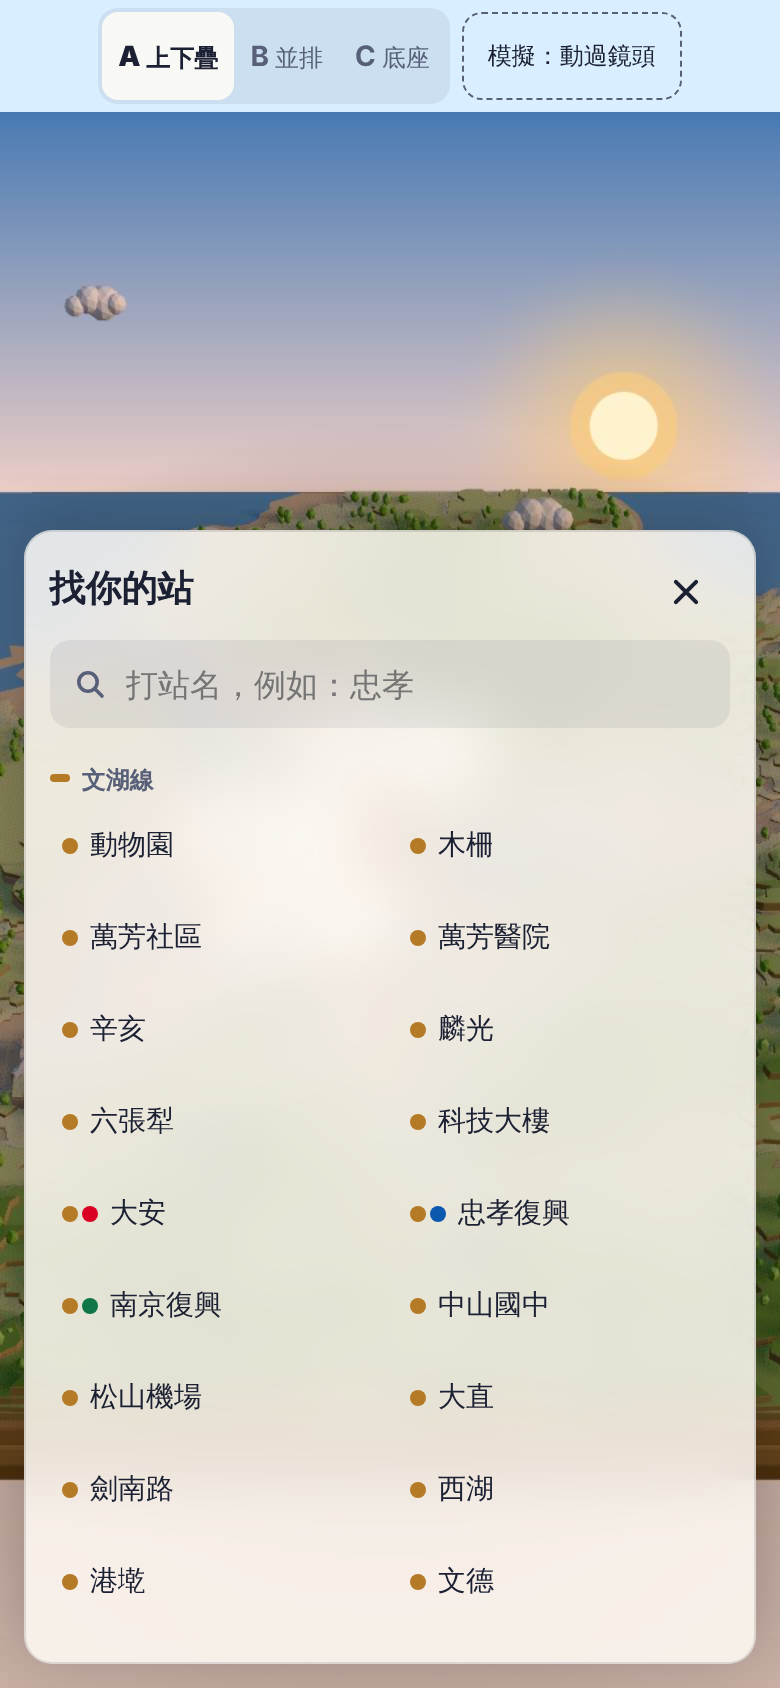 A 上下疊 B 並排 C 底座 模擬：動過鏡頭
找你的站
打站名，例如：忠孝
文湖線
動物園 木柵
萬芳社區 萬芳醫院
辛亥 麟光
六張犁 科技大樓
大安 忠孝復興
南京復興 中山國中
松山機場 大直
劍南路 西湖
港墘 文德